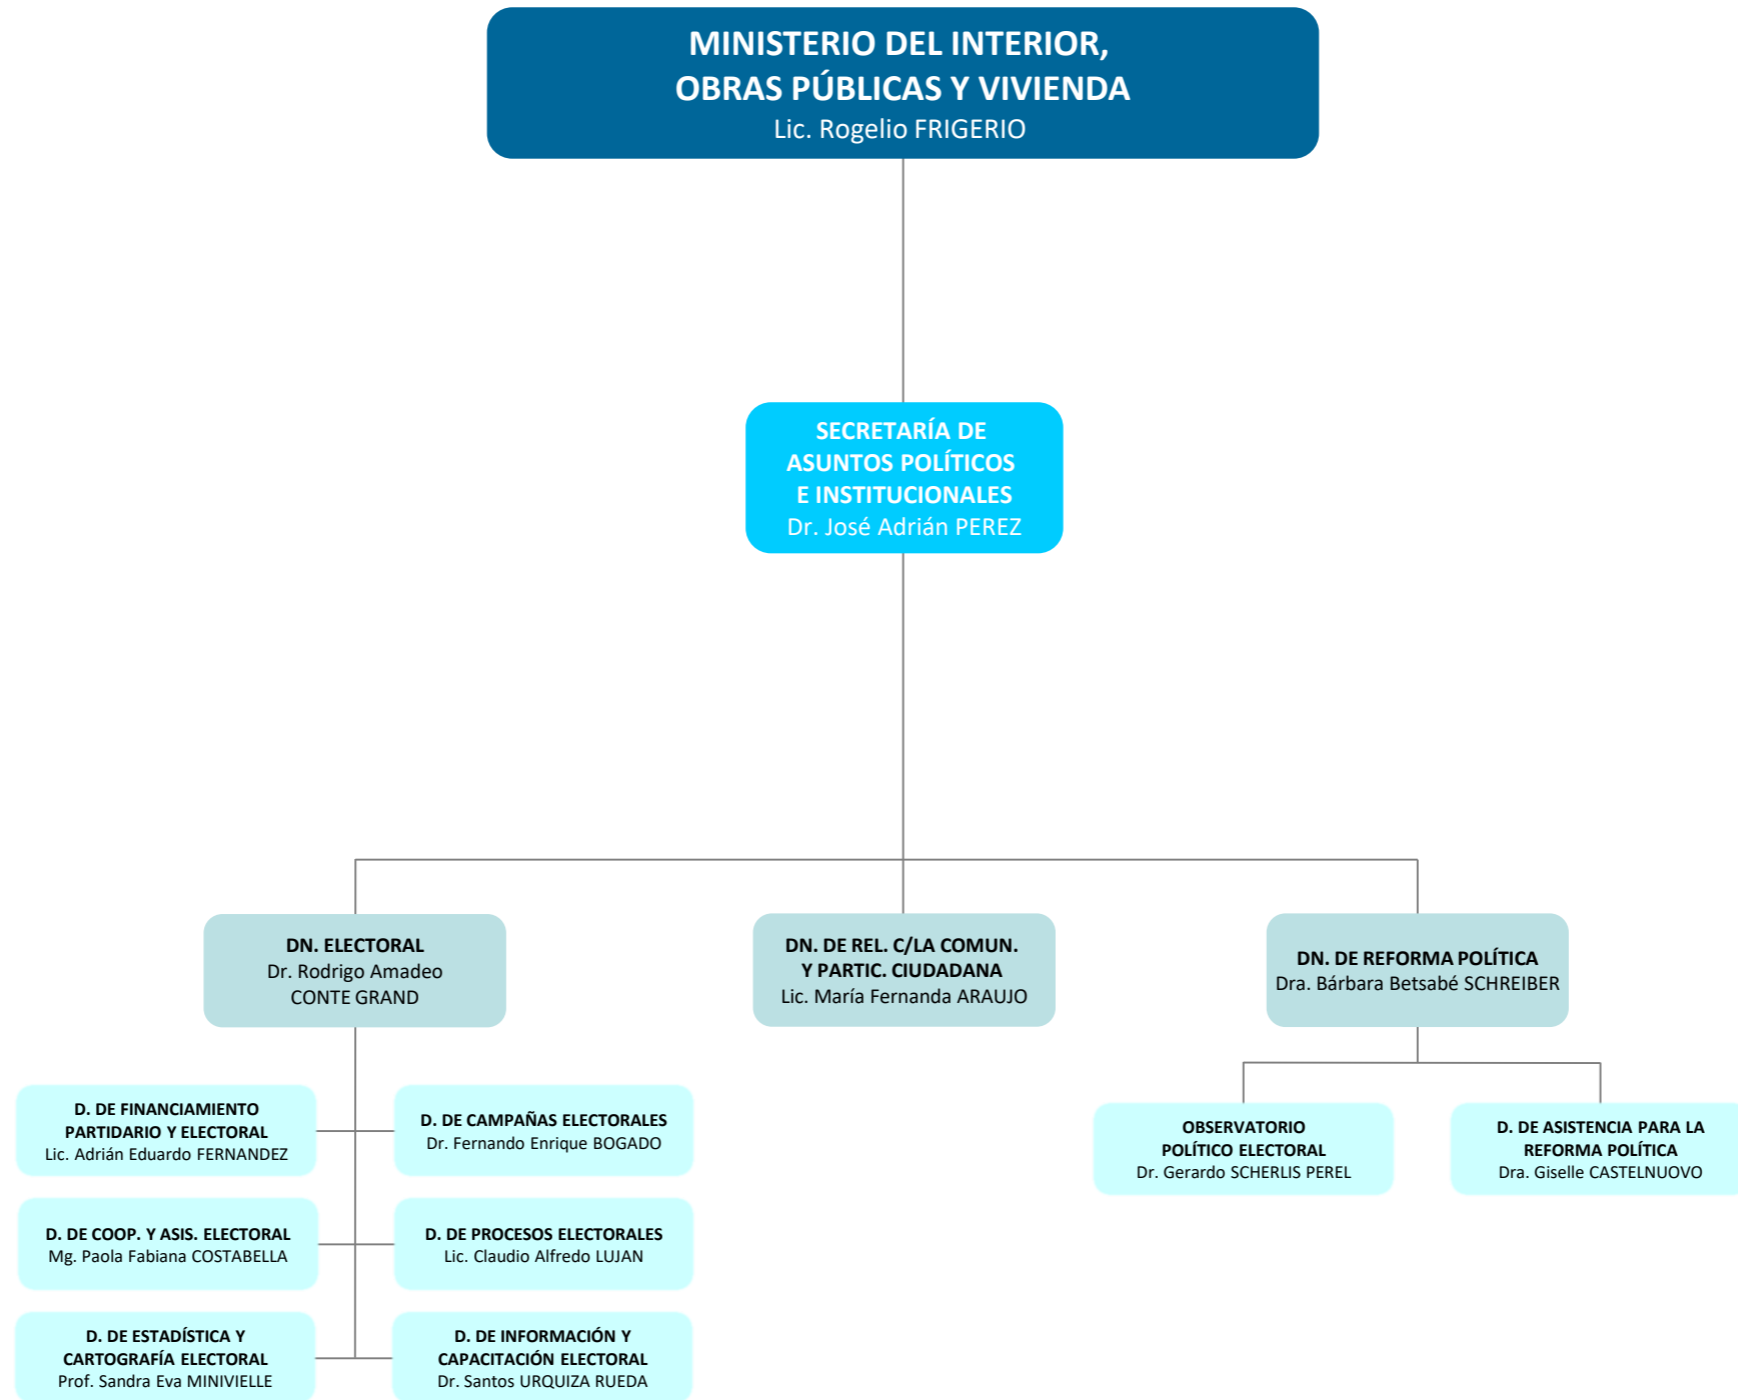 MINISTERIO DEL INTERIOR,
OBRAS PÚBLICAS Y VIVIENDA
Lic. Rogelio FRIGERIO
SECRETARÍA DE
ASUNTOS POLÍTICOS
E INSTITUCIONALES
Dr. José Adrián PEREZ
DN. ELECTORAL
Dr. Rodrigo Amadeo
CONTE GRAND
DN. DE REL. C/LA COMUN.
Y PARTIC. CIUDADANA
Lic. María Fernanda ARAUJO
DN. DE REFORMA POLÍTICA
Dra. Bárbara Betsabé SCHREIBER
D. DE FINANCIAMIENTO
PARTIDARIO Y ELECTORAL
Lic. Adrián Eduardo FERNANDEZ
D. DE CAMPAÑAS ELECTORALES
Dr. Fernando Enrique BOGADO
OBSERVATORIO
POLÍTICO ELECTORAL
Dr. Gerardo SCHERLIS PEREL
D. DE ASISTENCIA PARA LA
REFORMA POLÍTICA
Dra. Giselle CASTELNUOVO
D. DE COOP. Y ASIS. ELECTORAL
Mg. Paola Fabiana COSTABELLA
D. DE PROCESOS ELECTORALES
Lic. Claudio Alfredo LUJAN
D. DE ESTADÍSTICA Y
CARTOGRAFÍA ELECTORAL
Prof. Sandra Eva MINIVIELLE
D. DE INFORMACIÓN Y
CAPACITACIÓN ELECTORAL
Dr. Santos URQUIZA RUEDA